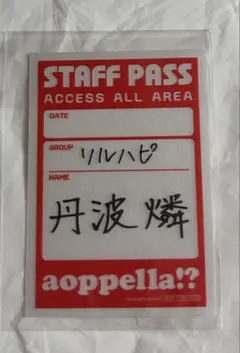 STAFF PASS
ACCESS ALL AREA
DATE
GROUP
リルハピ
NAME
丹波燐
aoppella!?